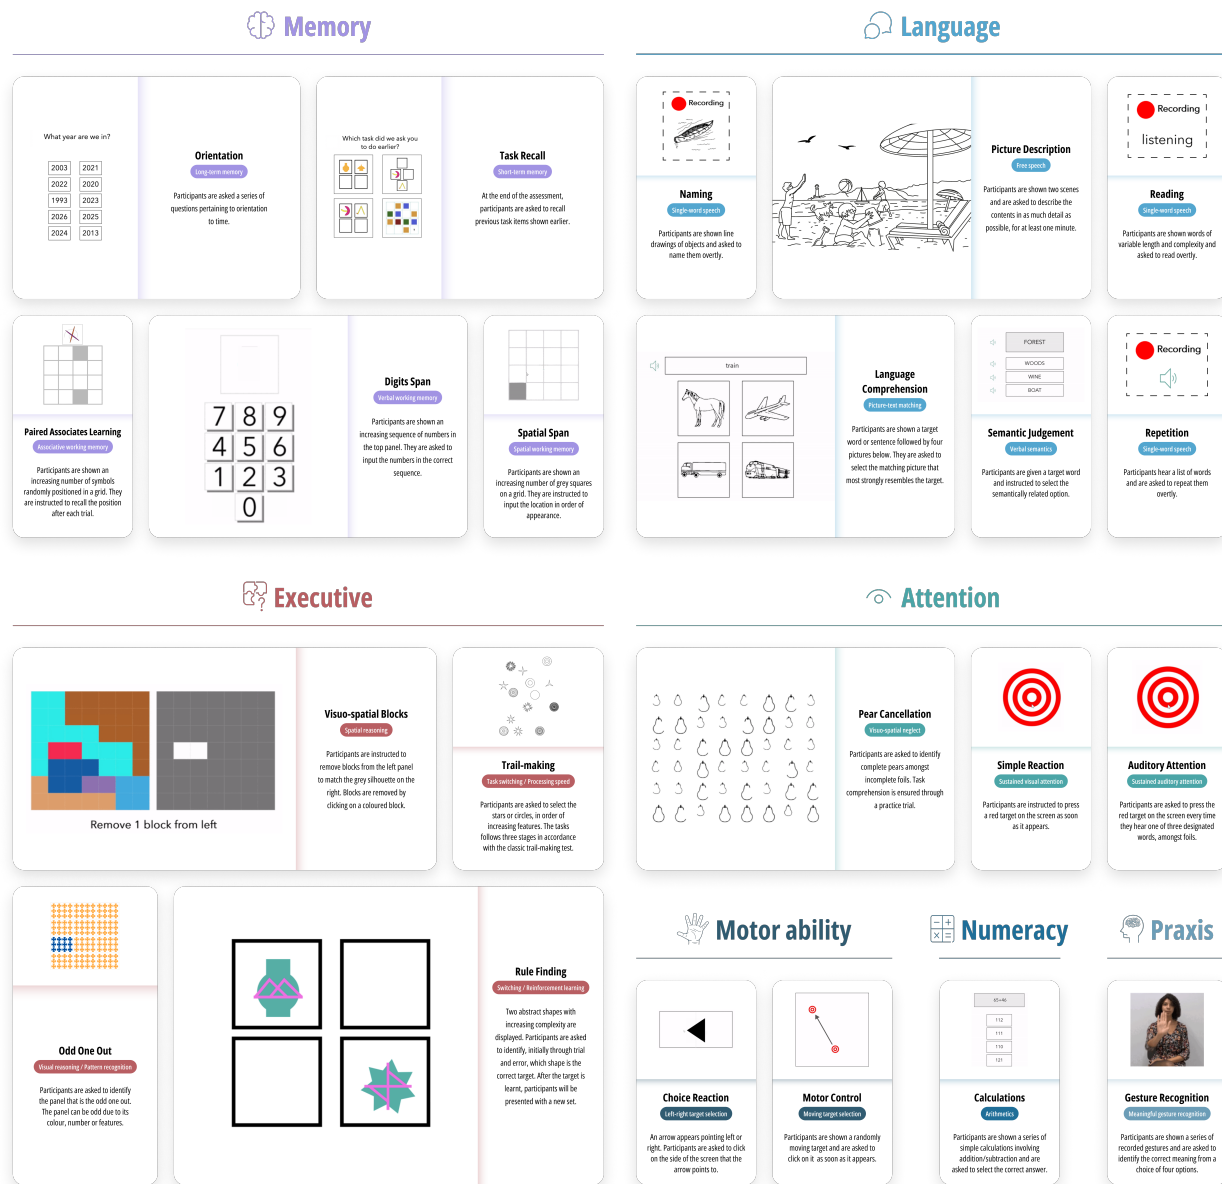 Memory
What year are we in?
2003 2021
2022 2020
1993 2023
2026 2025
2024 2013
Orientation
Long-term memory
Participants are asked a series of
questions pertaining to orientation
to time.
Which task did we ask you
to do earlier?
Task Recall
Short-term memory
At the end of the assessment,
participants are asked to recall
previous task items shown earlier.
Paired Associates Learning
Associative working memory
Participants are shown an
increasing number of symbols
randomly positioned in a grid. They
are instructed to recall the position
after each trial.
7 8 9
4 5 6
1 2 3
0
Digits Span
Verbal working memory
Participants are shown an
increasing sequence of numbers in
the top panel. They are asked to
input the numbers in the correct
sequence.
Spatial Span
Spatial working memory
Participants are shown an
increasing number of grey squares
on a grid. They are instructed to
input the location in order of
appearance.
Language
Recording
Naming
Single-word speech
Participants are shown line
drawings of objects and asked to
name them overtly.
Picture Description
Free speech
Participants are shown two scenes
and are asked to describe the
contents in as much detail as
possible, for at least one minute.
Recording
listening
Reading
Single-word speech
Participants are shown words of
variable length and complexity and
asked to read overtly.
train
Language
Comprehension
Picture-text matching
Participants are shown a target
word or sentence followed by four
pictures below. They are asked to
select the matching picture that
most strongly resembles the target.
FOREST
WOODS
WINE
BOAT
Semantic Judgement
Verbal semantics
Participants are given a target word
and instructed to select the
semantically related option.
Recording
Repetition
Single-word speech
Participants hear a list of words
and are asked to repeat them
overtly.
Executive
Remove 1 block from left
Visuo-spatial Blocks
Spatial reasoning
Participants are instructed to
remove blocks from the left panel
to match the grey silhouette on the
right. Blocks are removed by
clicking on a coloured block.
Trail-making
Task switching / Processing speed
Participants are asked to select the
stars or circles, in order of
increasing features. The tasks
follows three stages in accordance
with the classic trail-making test.
Odd One Out
Visual reasoning / Pattern recognition
Participants are asked to identify
the panel that is the odd one out.
The panel can be odd due to its
colour, number or features.
Rule Finding
Switching / Reinforcement learning
Two abstract shapes with
increasing complexity are
displayed. Participants are asked
to identify, initially through trial
and error, which shape is the
correct target. After the target is
learnt, participants will be
presented with a new set.
Attention
Pear Cancellation
Visuo-spatial neglect
Participants are asked to identify
complete pears amongst
incomplete foils. Task
comprehension is ensured through
a practice trial.
Simple Reaction
Sustained visual attention
Participants are instructed to press
a red target on the screen as soon
as it appears.
Auditory Attention
Sustained auditory attention
Participants are asked to press the
red target on the screen every time
they hear one of three designated
words, amongst foils.
Motor ability
Choice Reaction
Left-right target selection
An arrow appears pointing left or
right. Participants are asked to click
on the side of the screen that the
arrow points to.
Motor Control
Moving target selection
Participants are shown a randomly
moving target and are asked to
click on it as soon as it appears.
Numeracy
65+46
112
111
110
121
Calculations
Arithmetics
Participants are shown a series of
simple calculations involving
addition/subtraction and are
asked to select the correct answer.
Praxis
Gesture Recognition
Meaningful gesture recognition
Participants are shown a series of
recorded gestures and are asked to
identify the correct meaning from a
choice of four options.